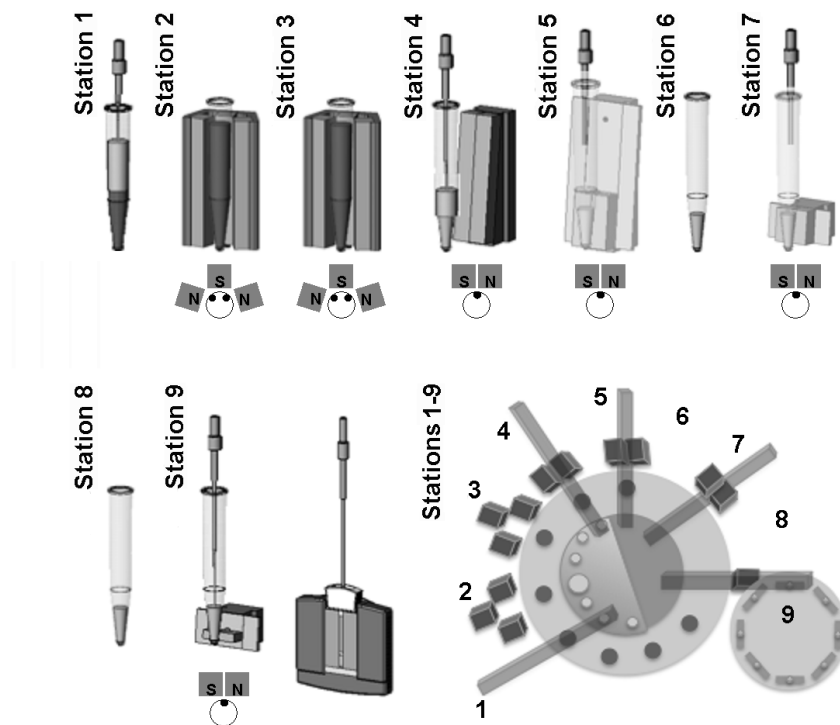 Station 1
Station 2
Station 3
Station 4
Station 5
Station 6
Station 7
N S N
N S N
S N
S N
S N
Station 8
Station 9
S N
Stations 1-9
1
2
3
4
5
6
7
8
9